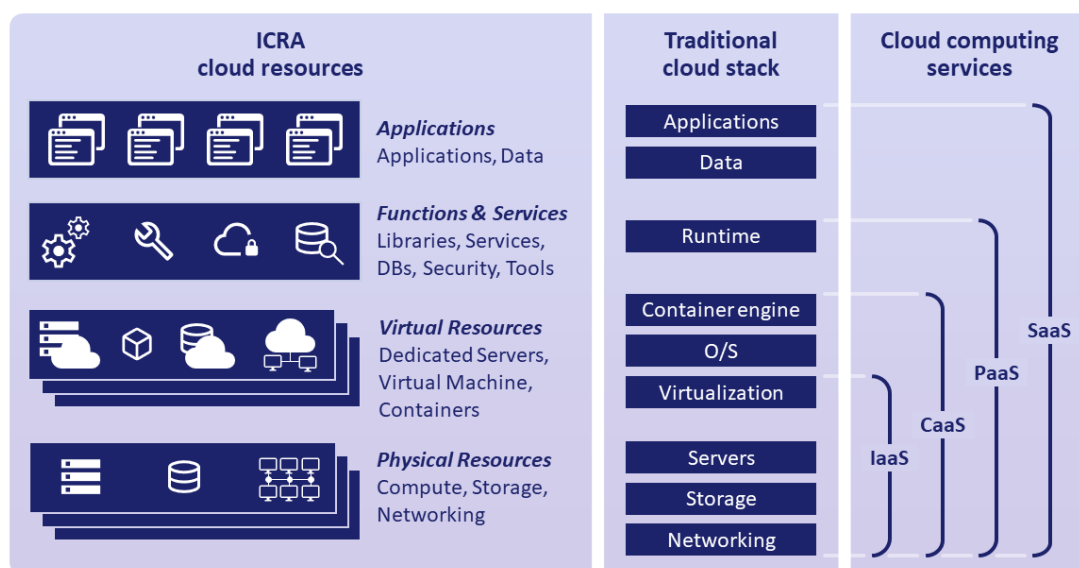 ICRA
cloud resources
Applications
Applications, Data
Functions & Services
Libraries, Services,
DBs, Security, Tools
Virtual Resources
Dedicated Servers,
Virtual Machine,
Containers
Physical Resources
Compute, Storage,
Networking
Traditional
cloud stack
Applications
Data
Runtime
Container engine
O/S
Virtualization
Servers
Storage
Networking
Cloud computing
services
SaaS
PaaS
CaaS
IaaS